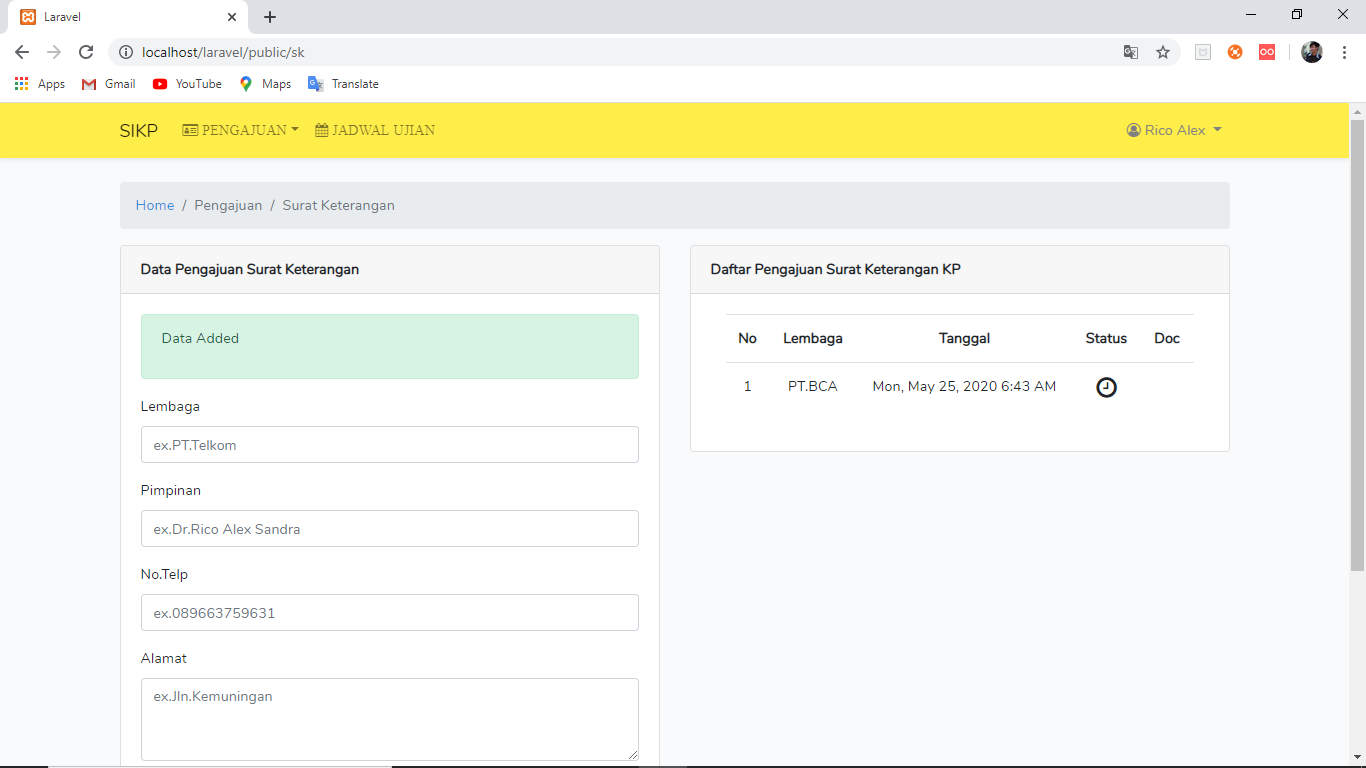 Laravel
localhost/laravel/public/sk
Apps Gmail YouTube Maps Translate
SIKP PENGAJUAN JADWAL UJIAN Rico Alex
Home / Pengajuan / Surat Keterangan
Data Pengajuan Surat Keterangan
Data Added
Lembaga
ex.PT.Telkom
Pimpinan
ex.Dr.Rico Alex Sandra
No.Telp
ex.089663759631
Alamat
ex.Jln.Kemuningan
Daftar Pengajuan Surat Keterangan KP
No Lembaga Tanggal Status Doc
1 PT.BCA Mon, May 25, 2020 6:43 AM